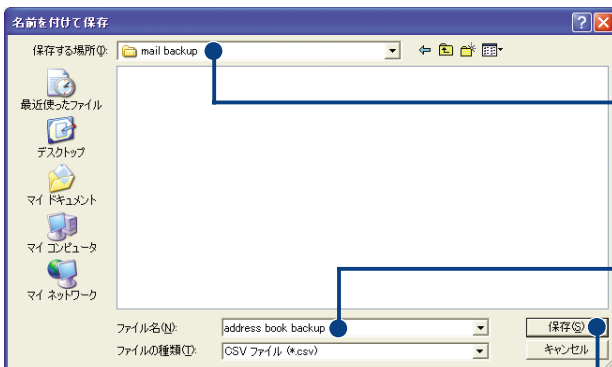 名前を付けて保存
保存する場所(I):
mail backup
最近使ったファイル
デスクトップ
マイ ドキュメント
マイ コンピュータ
マイ ネットワーク
ファイル名(N):
address book backup
保存(S)
ファイルの種類(T):
CSV ファイル (*.csv)
キャンセル